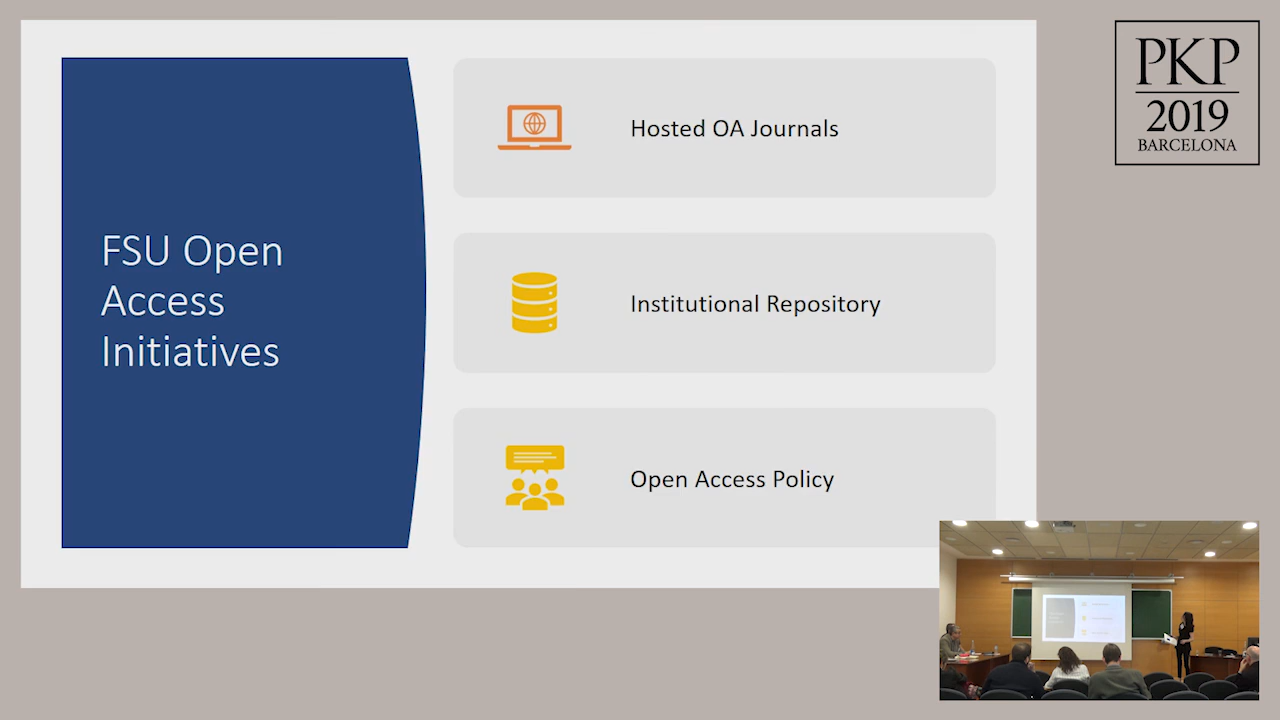 FSU Open
Access
Initiatives
Hosted OA Journals
Institutional Repository
Open Access Policy
PKP
2019
BARCELONA